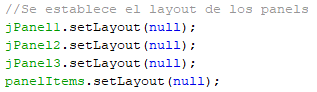 //Se establece el layout de los panels
jPanel1.setLayout(null);
jPanel2.setLayout(null);
jPanel3.setLayout(null);
panelItems.setLayout(null);